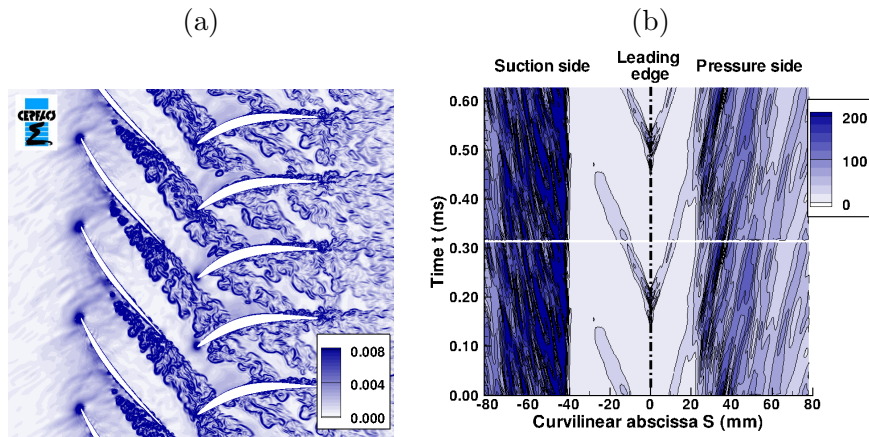 (a)
(b)
CERFACS
0.008
0.004
0.000
Suction side
Leading
edge
Pressure side
0.60
0.50
0.40
0.30
0.20
0.10
0.00
Time t (ms)
-80
-60
-40
-20
0
20
40
60
80
Curvilinear abscissa S (mm)
200
100
0